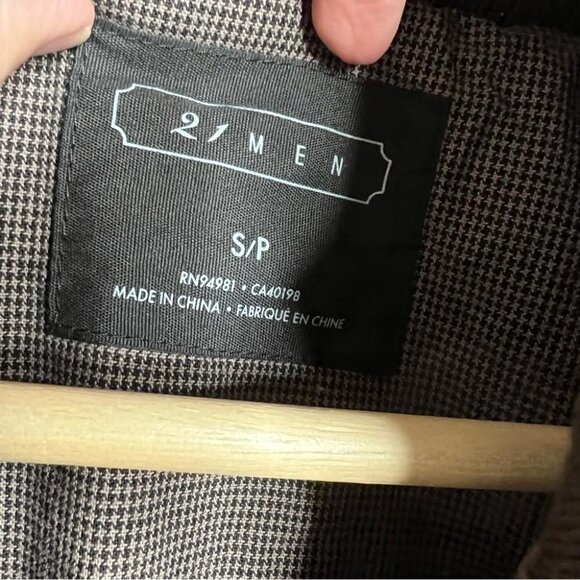 21 MEN
S/P
RN94981 • CA40198
MADE IN CHINA • FABRIQUÉ EN CHINE